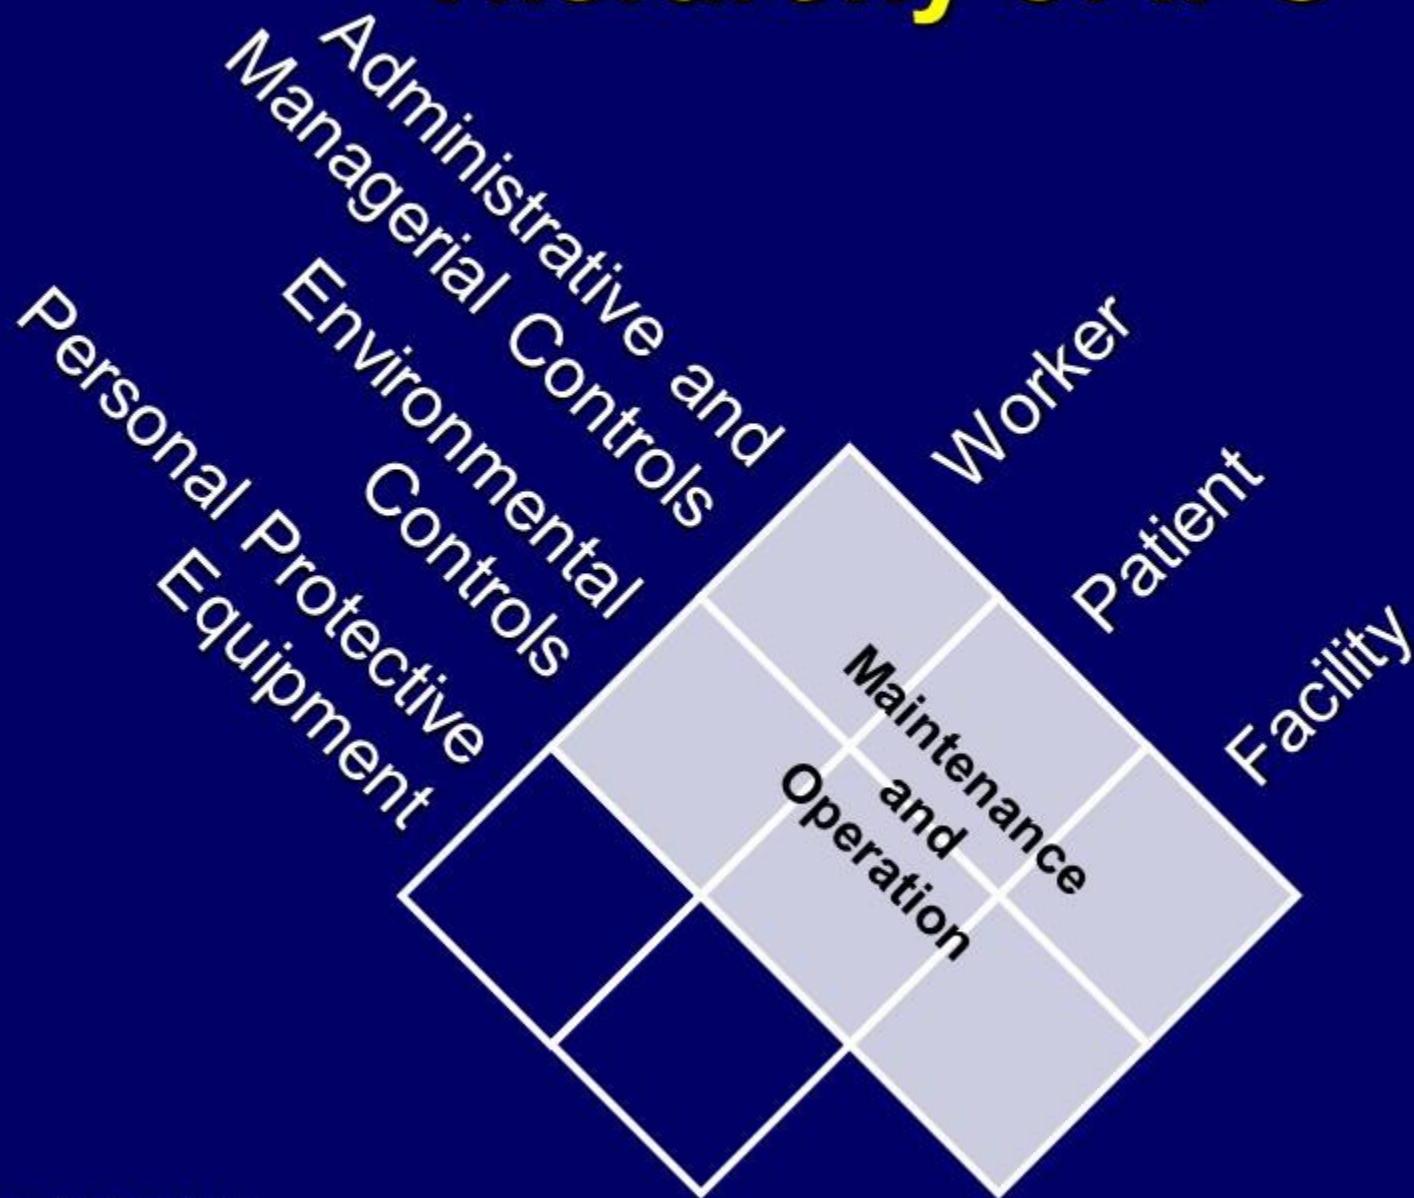 Administrative and
Managerial Controls
Environmental
Controls
Personal Protective
Equipment
Worker
Patient
Facility
Maintenance
and
Operation